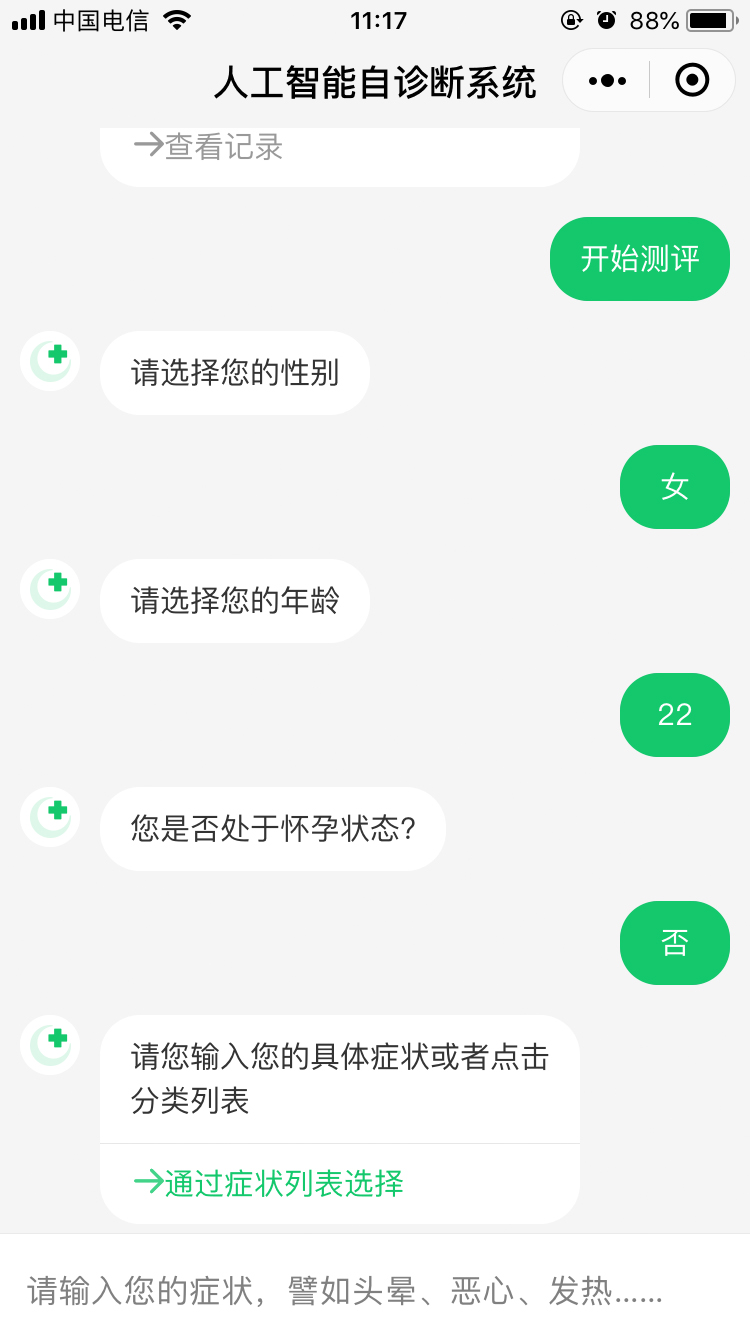 中国电信
11:17
88%
人工智能自诊断系统
→查看记录
开始测评
请选择您的性别
女
请选择您的年龄
22
您是否处于怀孕状态?
否
请您输入您的具体症状或者点击
分类列表
→通过症状列表选择
请输入您的症状，譬如头晕、恶心、发热......